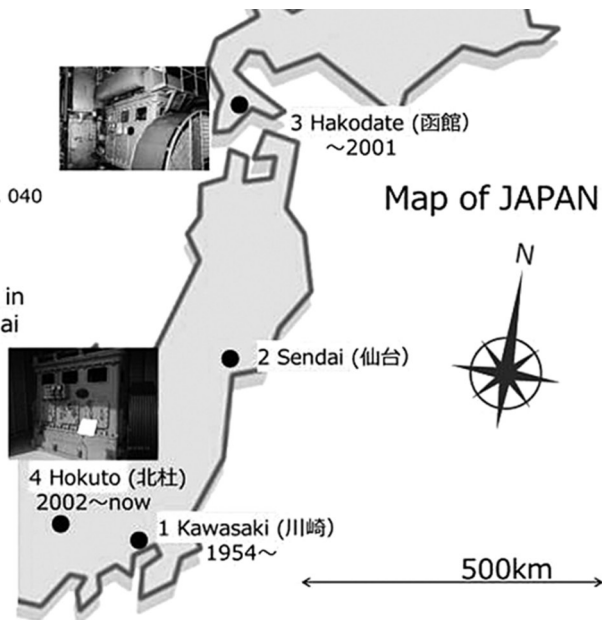 3 Hakodate (函館)
～2001
040
Map of JAPAN
N
in
ai
2 Sendai (仙台)
4 Hokuto (北杜)
2002～now
1 Kawasaki (川崎)
1954～
500km